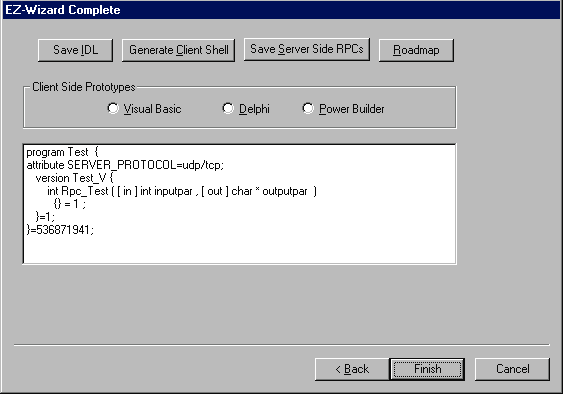 EZ-Wizard Complete
Save IDL Generate Client Shell Save Server Side RPCs Roadmap
Client Side Prototypes
Visual Basic Delphi Power Builder
program Test {
attribute SERVER_PROTOCOL=udp/tcp;
version Test_V {
int Rpc_Test ( [ in ] int inputpar , [ out ] char * outputpar )
{} = 1 ;
}=1;
}=536871941;
< Back Finish Cancel